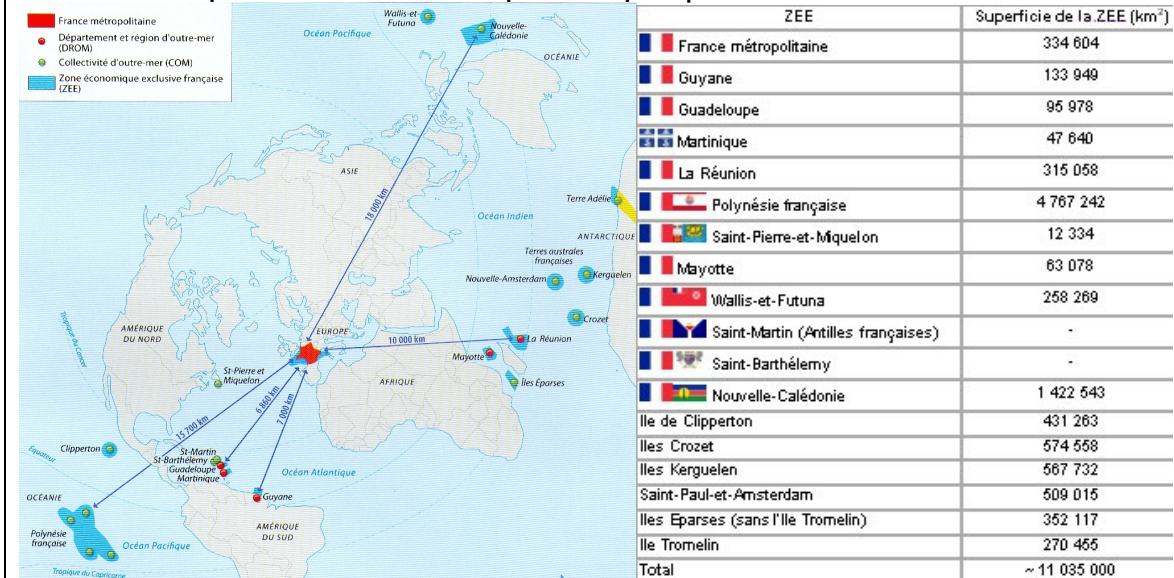 France métropolitaine
Département et région d'outre-mer
(DROM)
Collectivité d'outre-mer (COM)
Zone économique exclusive française
(ZEE)
Wallis-et-
Futuna
Nouvelle-
Calédonie
Océan Pacifique
OCÉANIE
ASIE
18 000 km
Océan Indien
Terre Adélie
ANTARCTIQUE
Terres australes
françaises
Nouvelle-Amsterdam
Kerguelen
Crozet
AMÉRIQUE
DU NORD
Tropique du Cancer
EUROPE
10 000 km
La Réunion
Mayotte
Îles Éparses
AFRIQUE
St-Pierre et
Miquelon
6 860 km
7 000 km
15 700 km
Clipperton
Équateur
St-Martin
St-Barthélemy
Guadeloupe
Martinique
Océan Atlantique
Guyane
OCÉANIE
Polynésie
française
Océan Pacifique
AMÉRIQUE
DU SUD
Tropique du Capricorne
ZEE Superficie de la.ZEE (km²)
France métropolitaine 334 604
Guyane 133 949
Guadeloupe 95 978
Martinique 47 640
La Réunion 315 058
Polynésie française 4 767 242
Saint-Pierre-et-Miquelon 12 334
Mayotte 63 078
Wallis-et-Futuna 258 269
Saint-Martin (Antilles françaises) -
Saint-Barthélemy -
Nouvelle-Calédonie 1 422 543
Ile de Clipperton 431 263
Iles Crozet 574 558
Iles Kerguelen 567 732
Saint-Paul-et-Amsterdam 509 015
Iles Eparses (sans l'Ile Tromelin) 352 117
Ile Tromelin 270 455
Total ~ 11 035 000